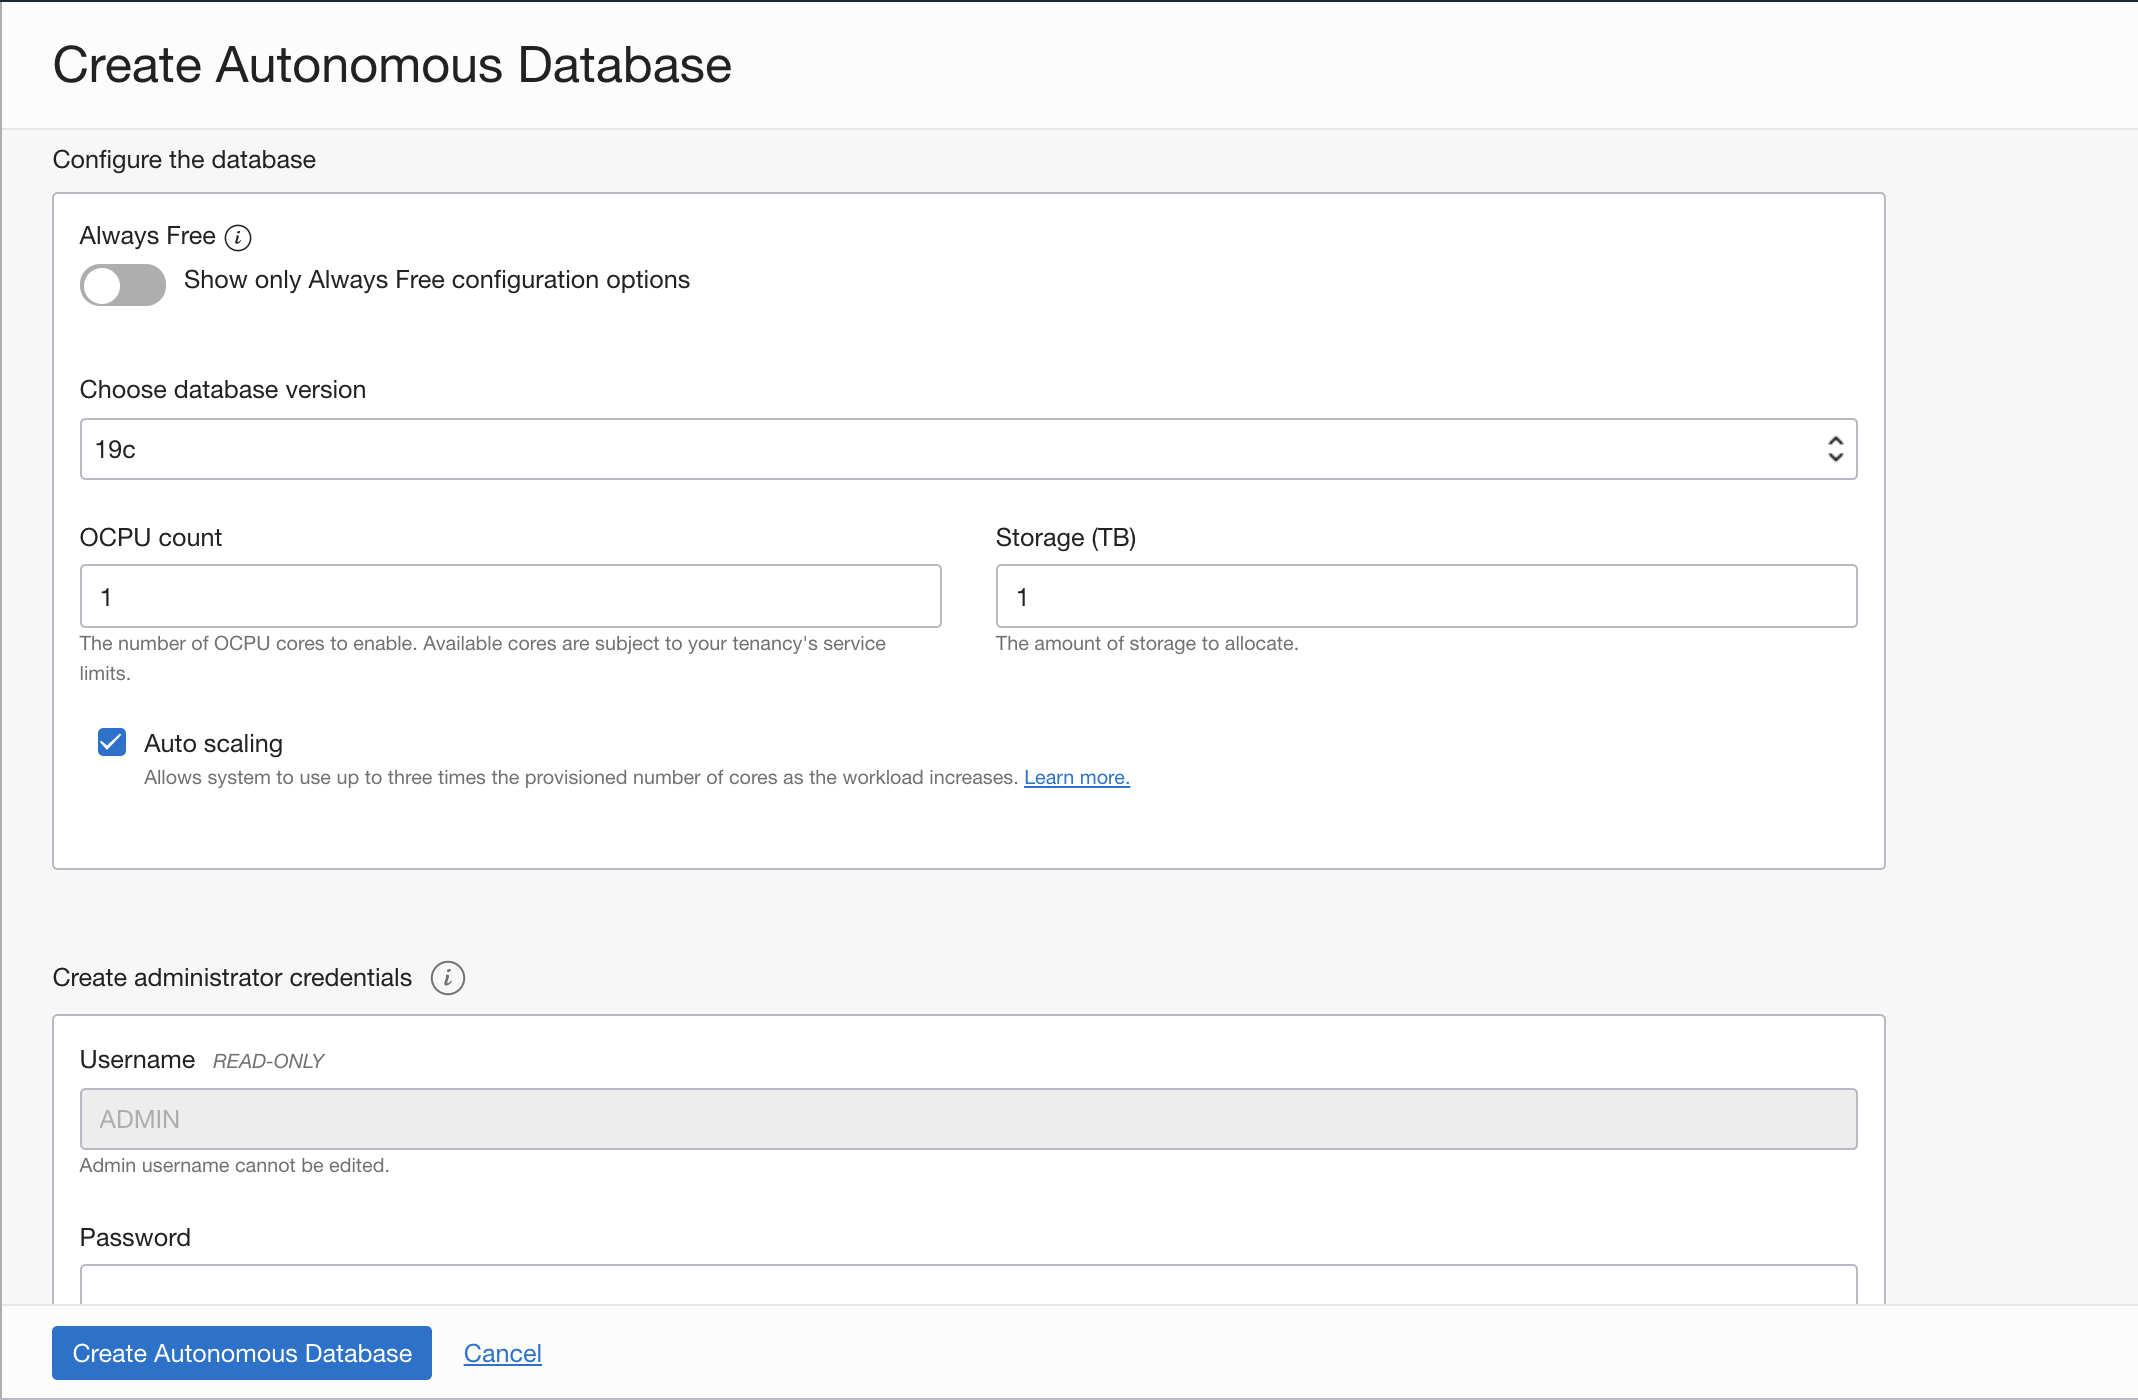 Create Autonomous Database
Configure the database
Always Free
Show only Always Free configuration options
Choose database version
19c
OCPU count
1
The number of OCPU cores to enable. Available cores are subject to your tenancy's service
limits.
Storage (TB)
1
The amount of storage to allocate.
Auto scaling
Allows system to use up to three times the provisioned number of cores as the workload increases. Learn more.
Create administrator credentials
Username READ-ONLY
ADMIN
Admin username cannot be edited.
Password
Create Autonomous Database Cancel